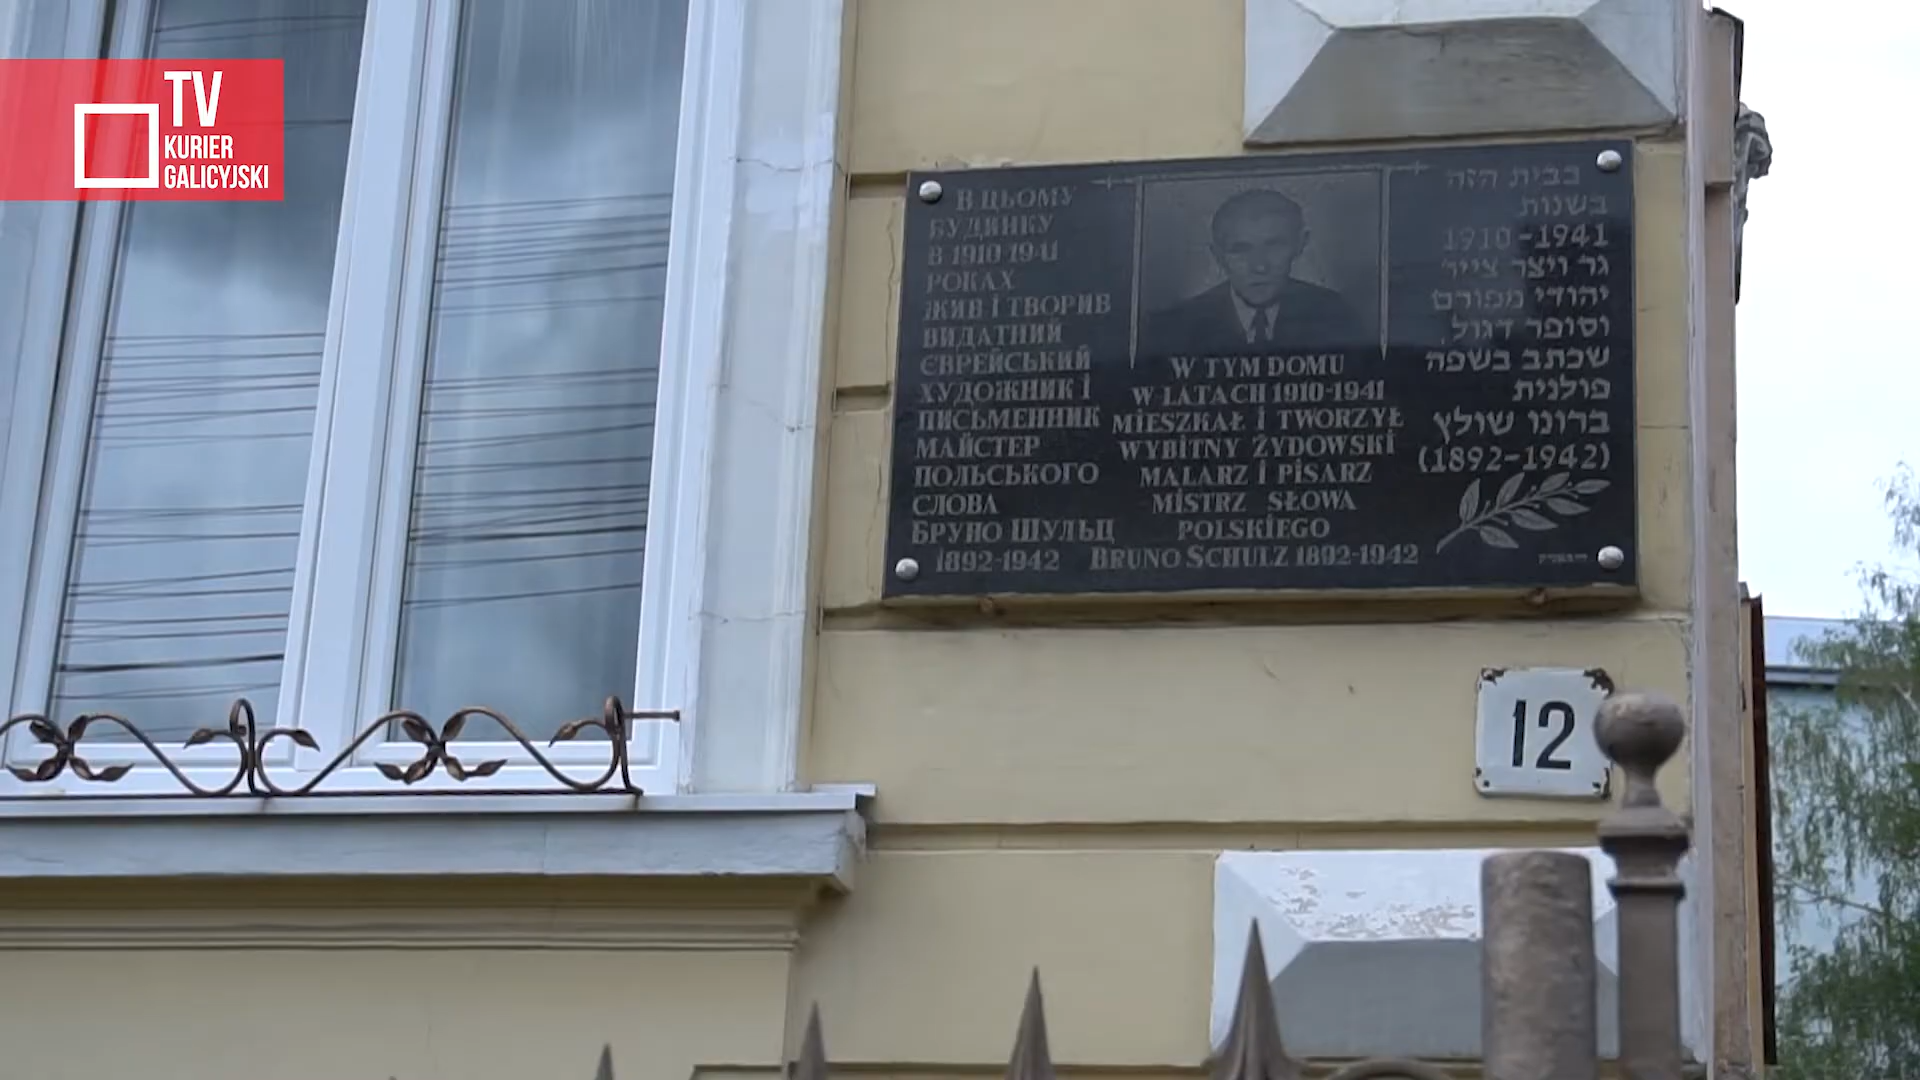 TV
KURIER
GALICYJSKI
В ЦЬОМУ
БУДИНКУ
В 1910-1941
РОКАХ
ЖИВ І ТВОРИВ
ВИДАТНИЙ
ЄВРЕЙСЬКИЙ
ХУДОЖНИК І
ПИСЬМЕННИК
МАЙСТЕР
ПОЛЬСЬКОГО
СЛОВА
БРУНО ШУЛЬЦ
1892-1942
W TYM DOMU
W LATACH 1910-1941
MIESZKAŁ I TWORZYŁ
WYBITNY ŻYDOWSKI
MALARZ I PISARZ
MISTRZ SŁOWA
POLSKIEGO
BRUNO SCHULZ 1892-1942
בבית הזה
בשנות
1910-1941
גר ויצר צייר
יהודי מפורסם
וסופר דגול,
שכתב בשפה
פולנית
ברונו שולץ
(1892-1942)
12